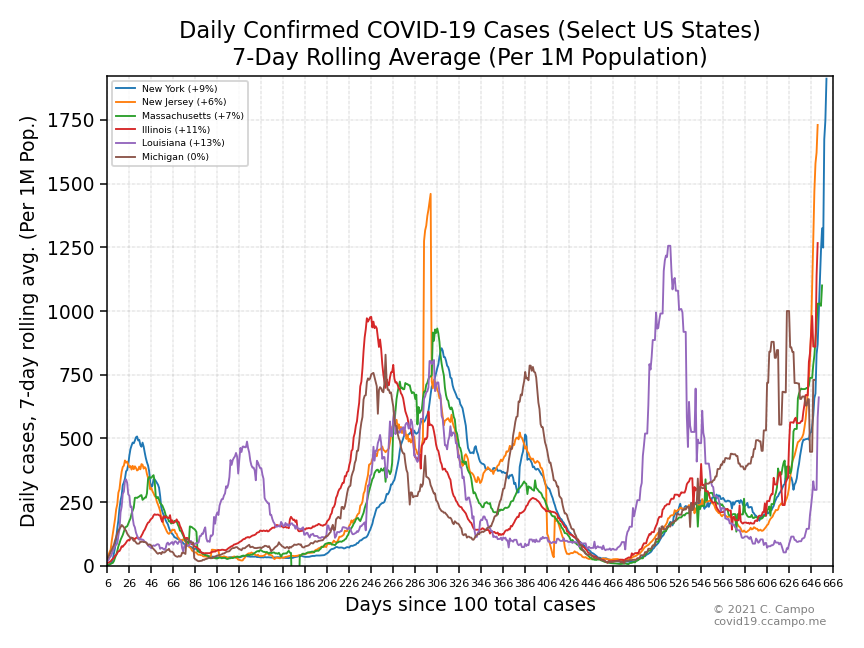 Daily Confirmed COVID-19 Cases (Select US States)
7-Day Rolling Average (Per 1M Population)
Daily cases, 7-day rolling avg. (Per 1M Pop.)
1750
1500
1250
1000
750
500
250
0
New York (+9%)
New Jersey (+6%)
Massachusetts (+7%)
Illinois (+11%)
Louisiana (+13%)
Michigan (0%)
6 26 46 66 86 106 126 146 166 186 206 226 246 266 286 306 326 346 366 386 406 426 446 466 486 506 526 546 566 586 606 626 646 666
Days since 100 total cases
© 2021 C. Campo
covid19.ccampo.me